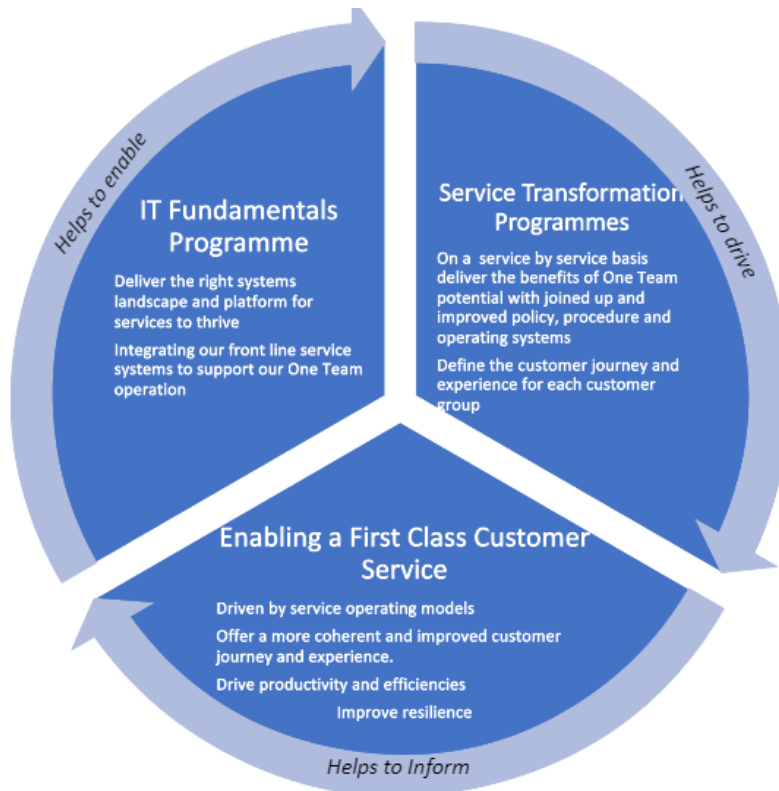 Helps to enable
IT Fundamentals
Programme
Deliver the right systems
landscape and platform for
services to thrive
Integrating our front line service
systems to support our One Team
operation
Helps to drive
Service Transformation
Programmes
On a  service by service basis
deliver the benefits of One Team
potential with joined up and
improved policy, procedure and
operating systems
Define the customer journey and
experience for each customer
group
Enabling a First Class Customer
Service
Driven by service operating models
Offer a more coherent and improved customer
journey and experience.
Drive productivity and efficiencies
Improve resilience
Helps to Inform